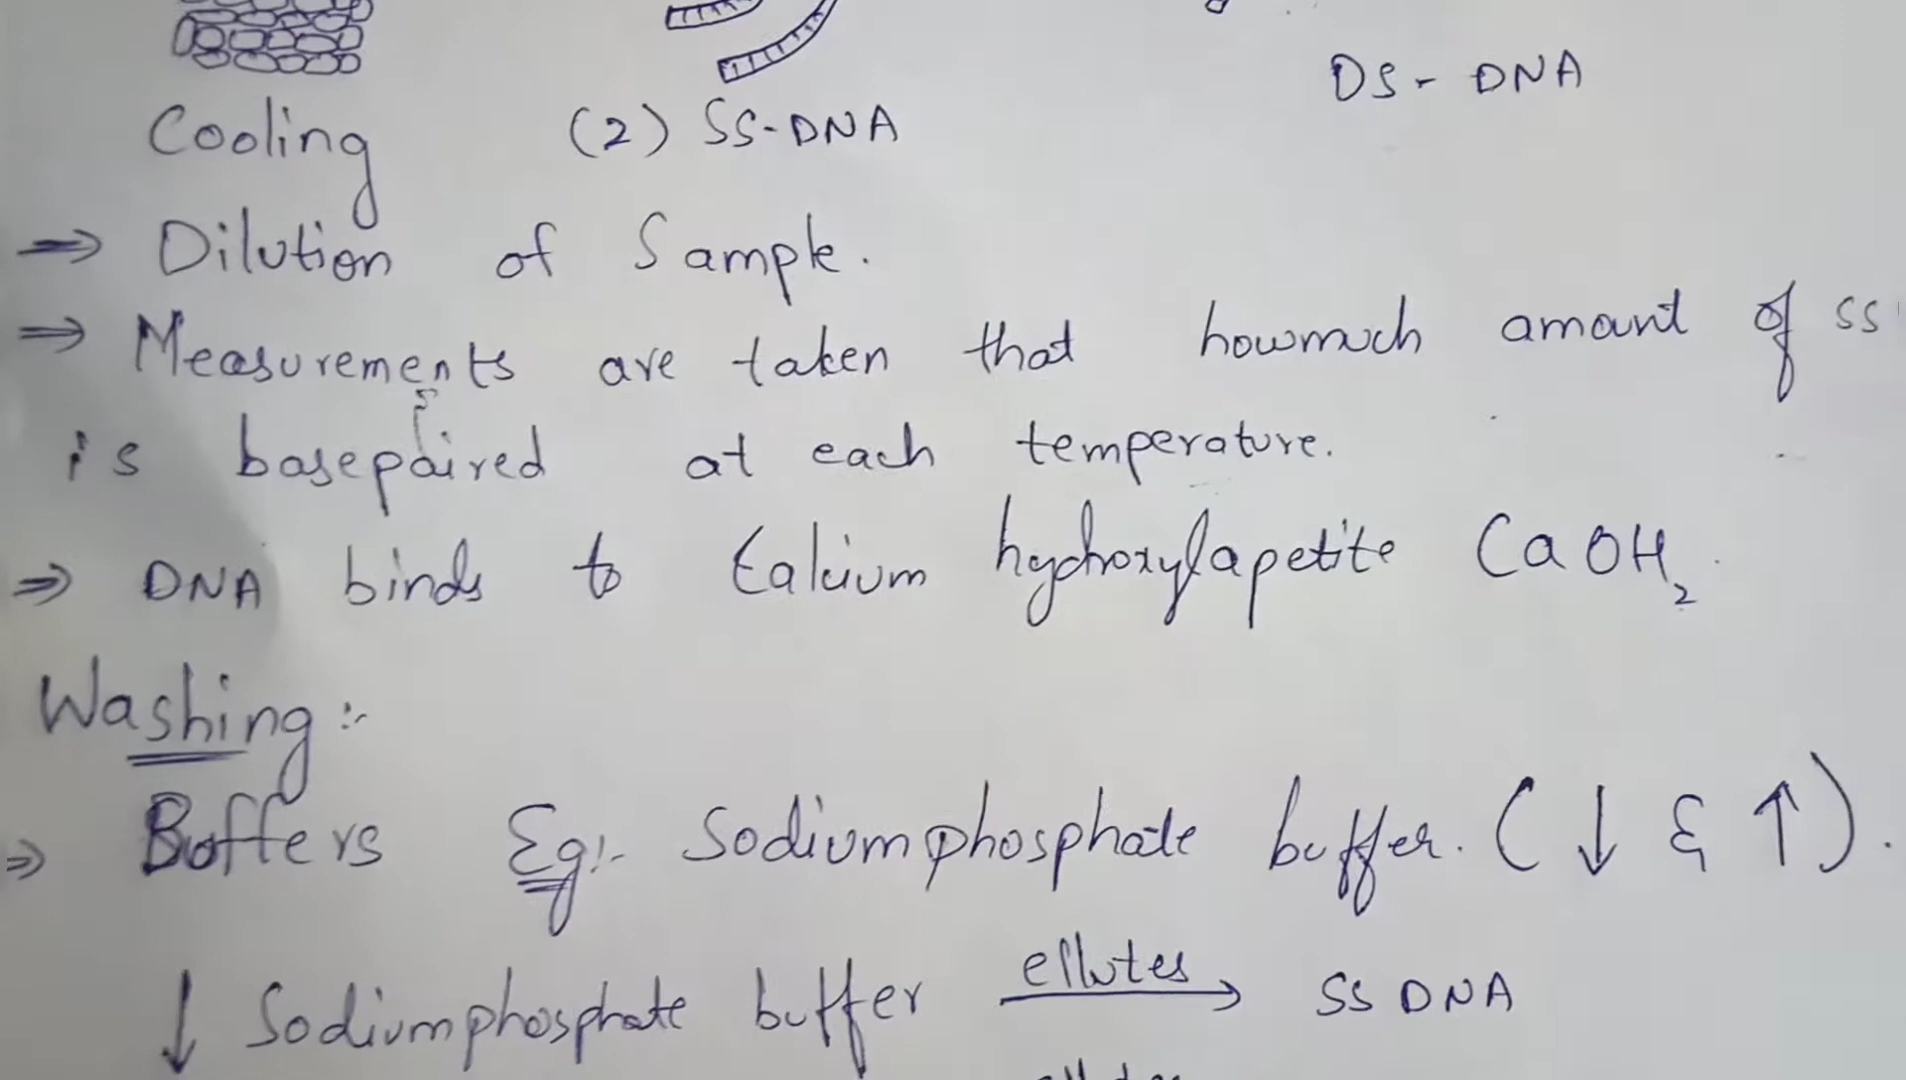 DS - DNA
Cooling (2) SS-DNA
⇒ Dilution of Sample.
⇒ Measurements are taken that howmuch amount of SS
is basepaired at each temperature.
⇒ DNA binds to Calcium hydroxylapetite CaOH₂.
Washing :-
⇒ Buffers Eg:- Sodiumphosphate buffer. (↓ & ↑).
↓ Sodiumphosphate buffer ellutes → SS DNA